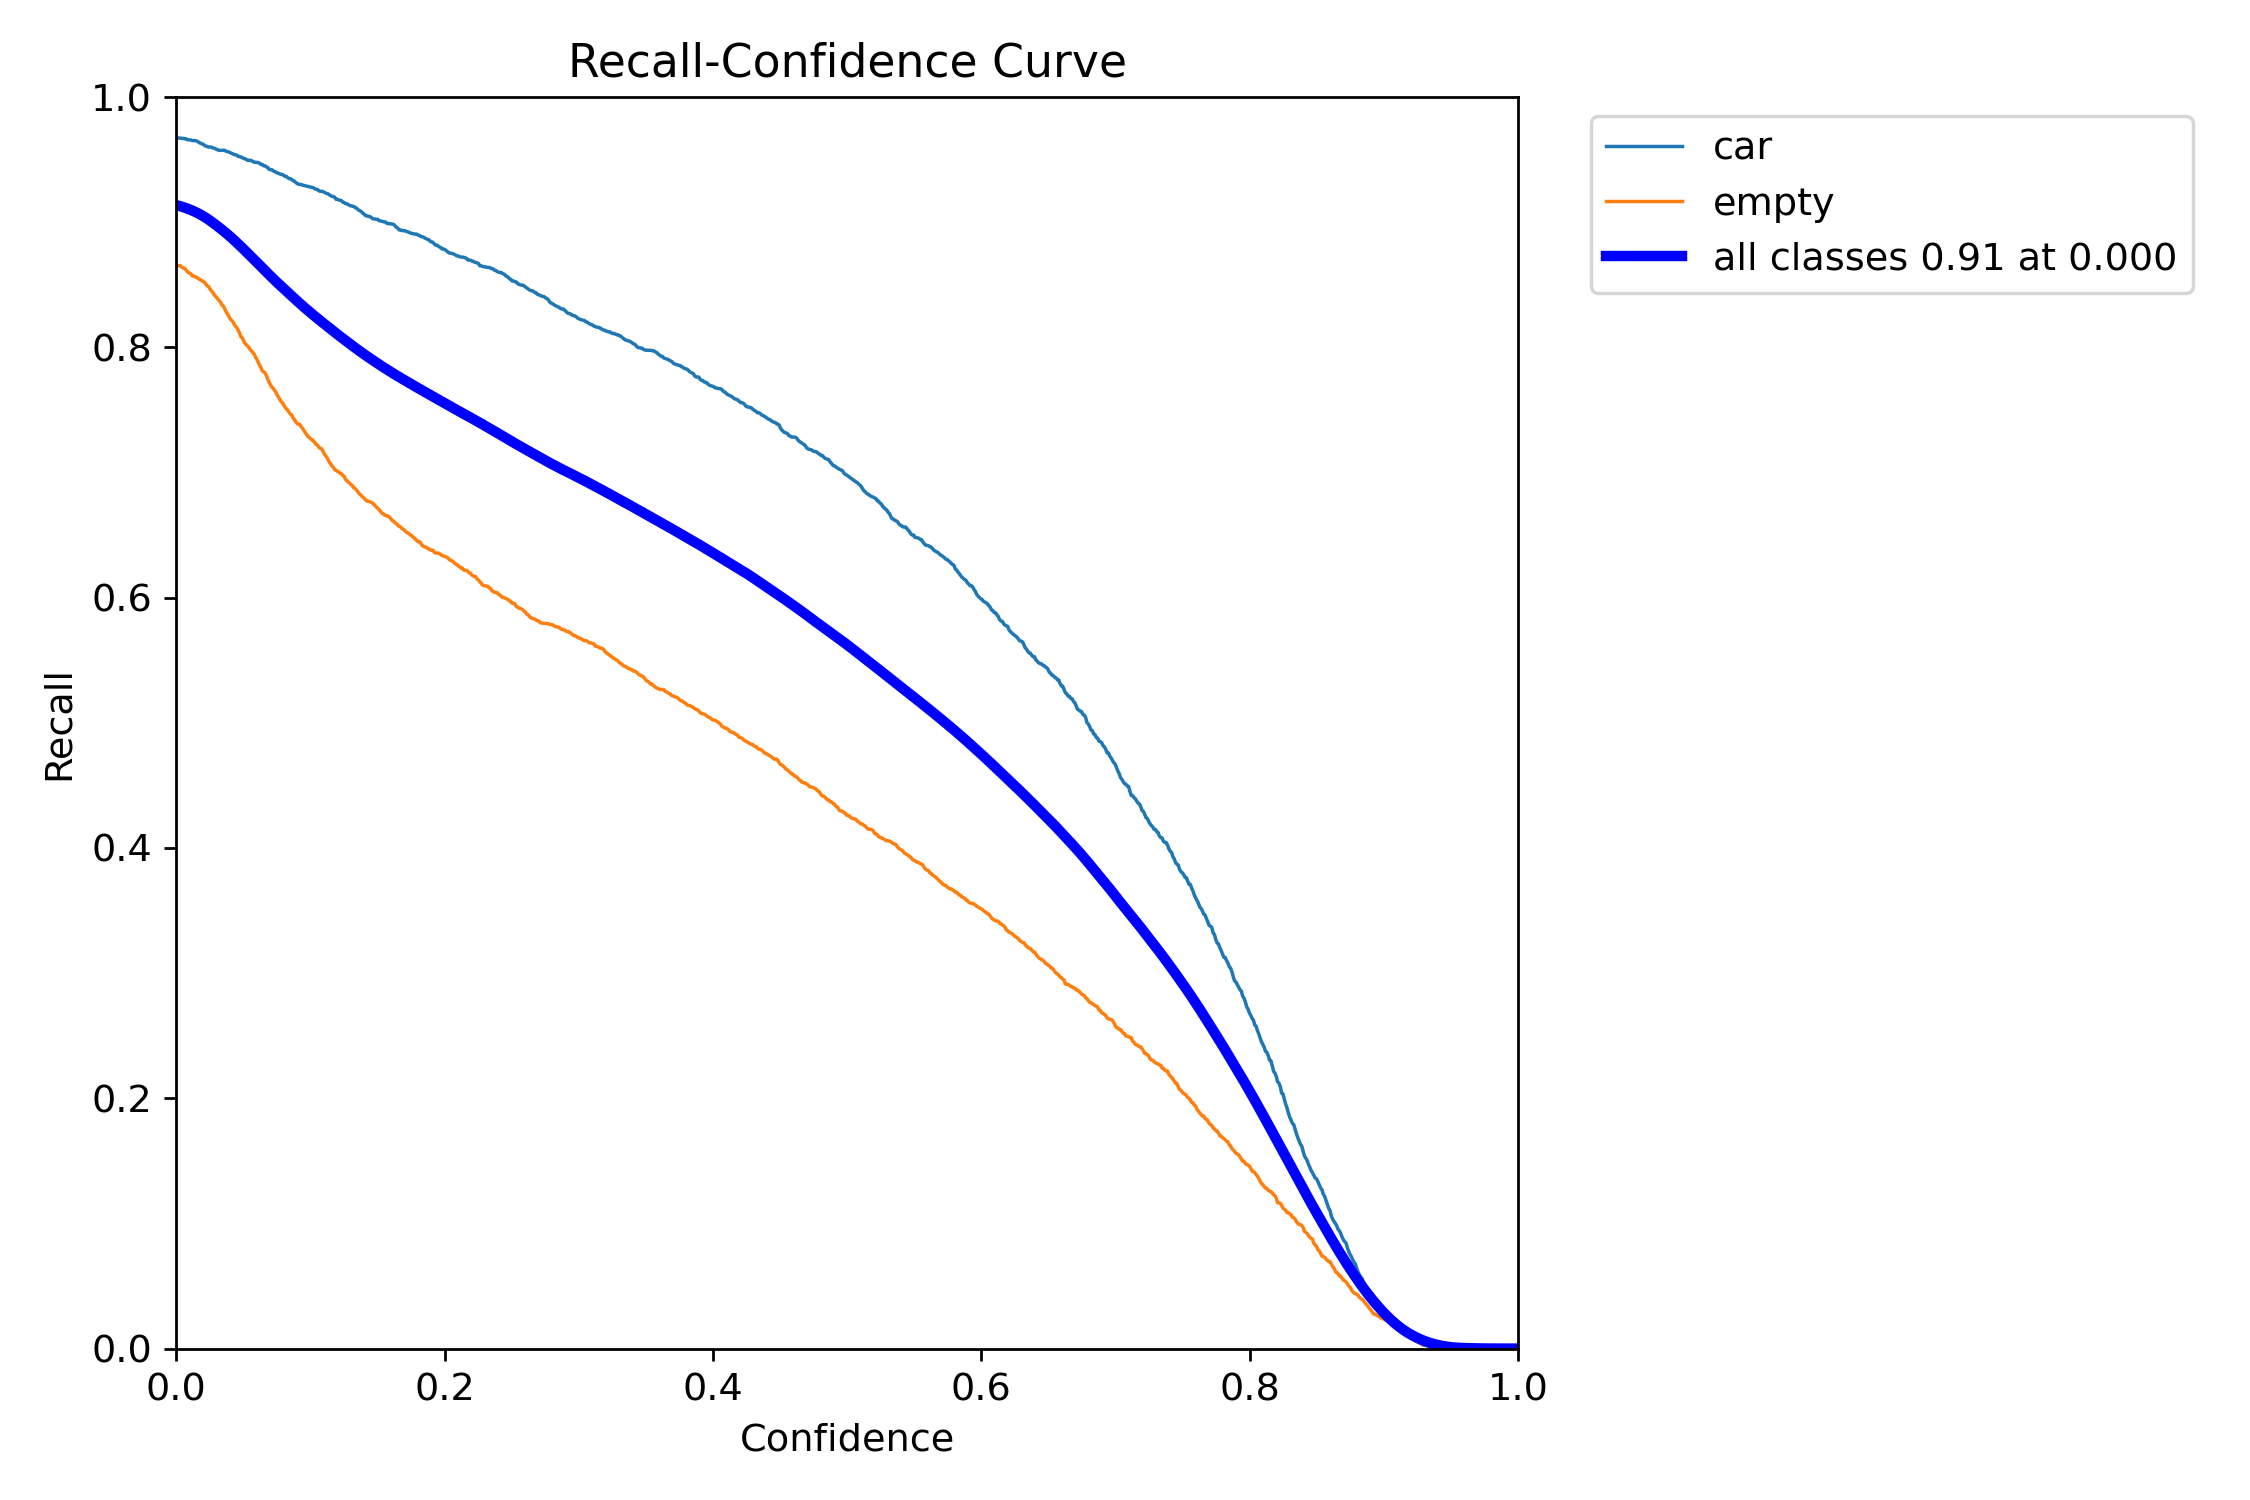 Recall-Confidence Curve
1.0
0.8
0.6
0.4
0.2
0.0
Recall
0.0 0.2 0.4 0.6 0.8 1.0
Confidence
car
empty
all classes 0.91 at 0.000